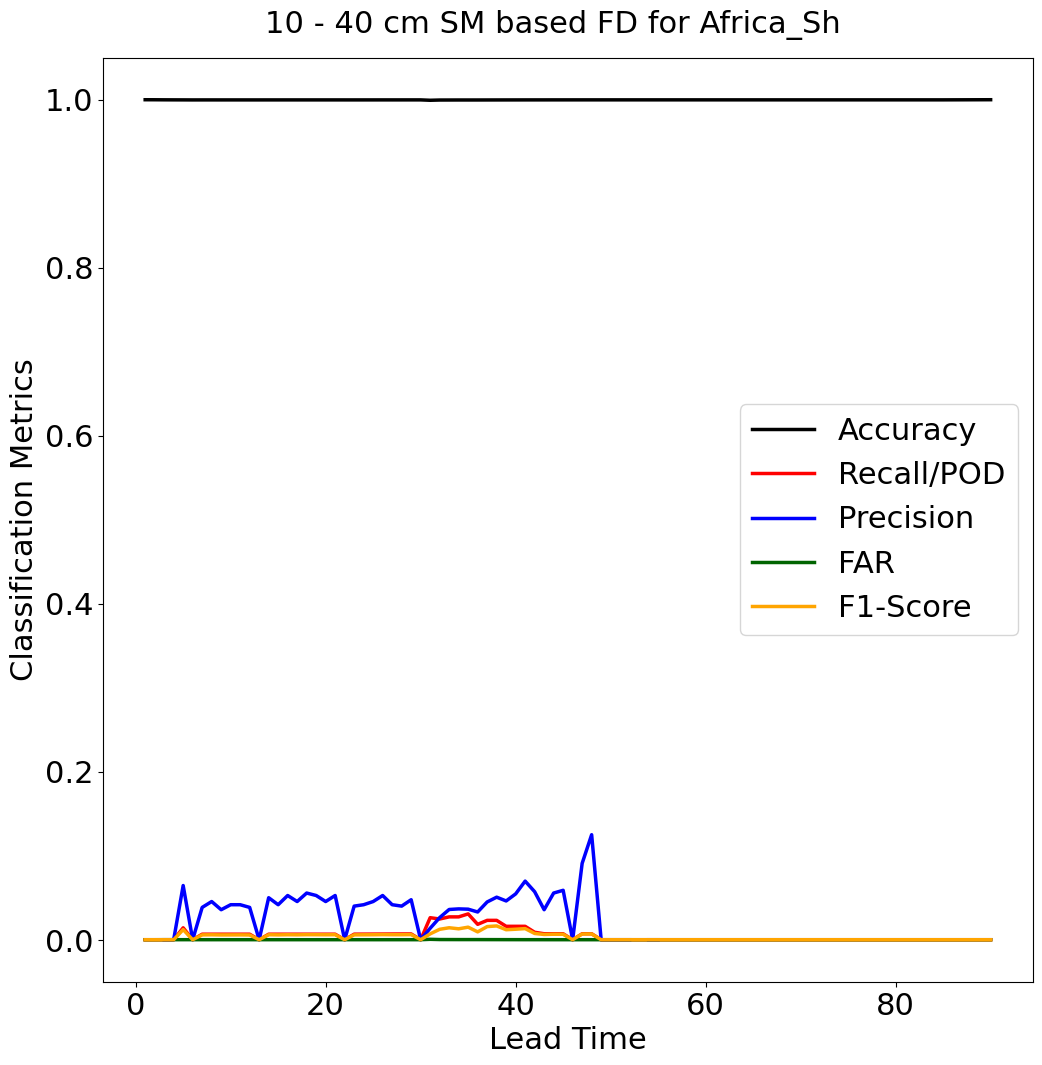 10 - 40 cm SM based FD for Africa_Sh
1.0
0.8
0.6
0.4
0.2
0.0
Classification Metrics
Accuracy
Recall/POD
Precision
FAR
F1-Score
0 20 40 60 80
Lead Time